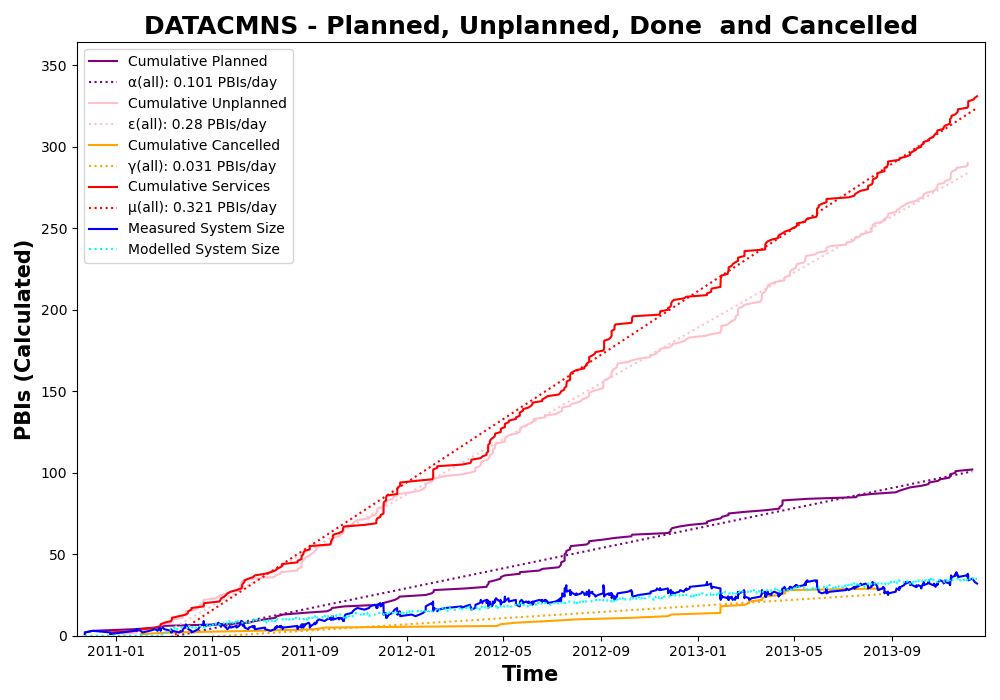 DATACMNS - Planned, Unplanned, Done  and Cancelled
Cumulative Planned
α(all): 0.101 PBIs/day
Cumulative Unplanned
ε(all): 0.28 PBIs/day
Cumulative Cancelled
γ(all): 0.031 PBIs/day
Cumulative Services
μ(all): 0.321 PBIs/day
Measured System Size
Modelled System Size
PBIs (Calculated)
350
300
250
200
150
100
50
0
2011-01 2011-05 2011-09 2012-01 2012-05 2012-09 2013-01 2013-05 2013-09
Time